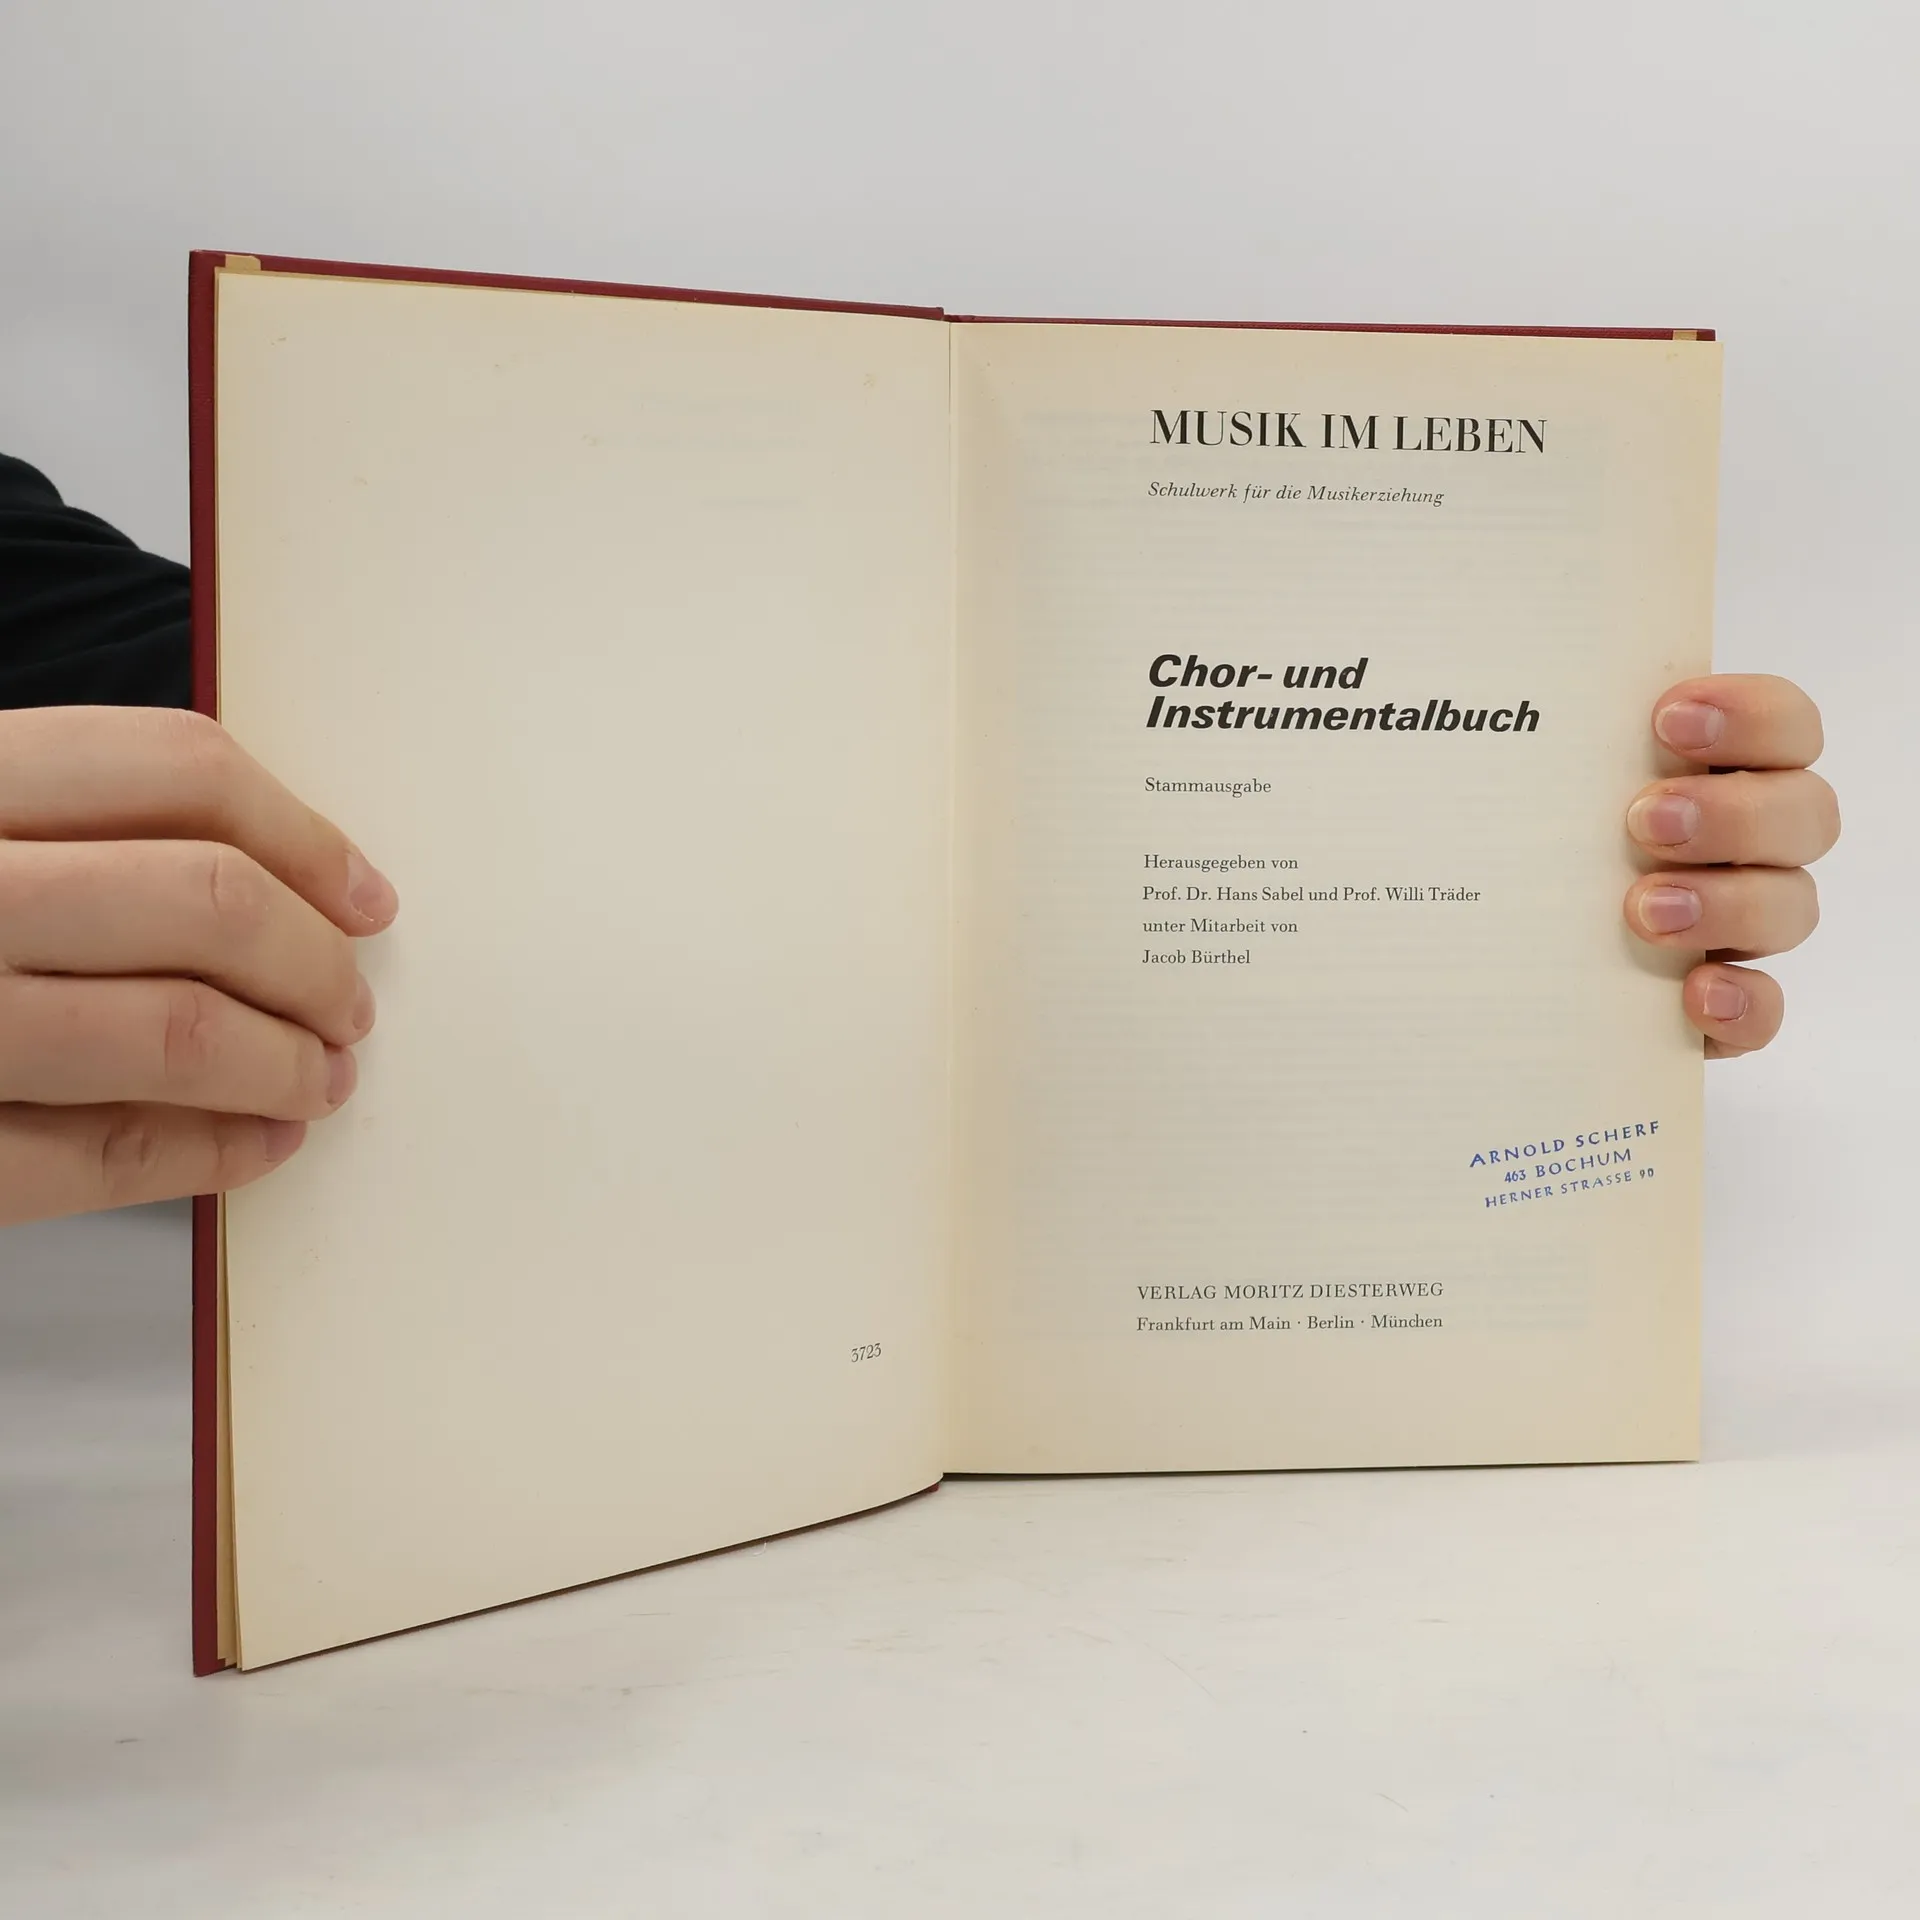 3723
MUSIK IM LEBEN
Schulwerk für die Musikerziehung
Chor- und
Instrumentalbuch
Stammausgabe
Herausgegeben von
Prof. Dr. Hans Sabel und Prof. Willi Träder
unter Mitarbeit von
Jacob Bürthel
ARNOLD SCHERF
463 BOCHUM
HERNER STRASSE 90
VERLAG MORITZ DIESTERWEG
Frankfurt am Main · Berlin · München